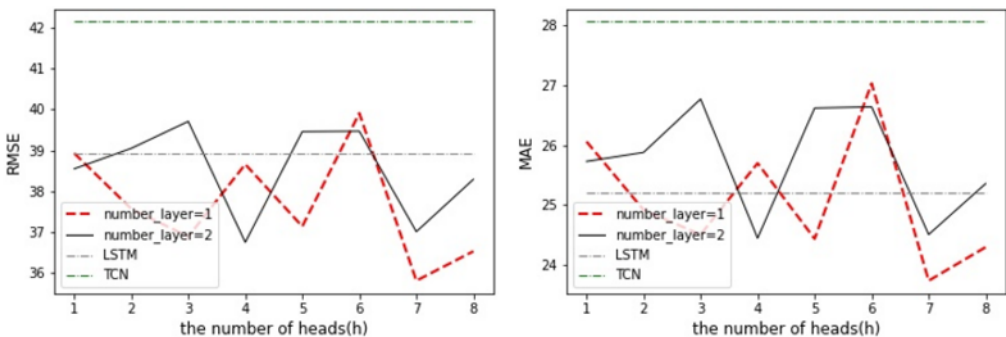 RMSE
42
41
40
39
38
37
36
number_layer=1
number_layer=2
LSTM
TCN
1 2 3 4 5 6 7 8
the number of heads(h)
MAE
28
27
26
25
24
number_layer=1
number_layer=2
LSTM
TCN
1 2 3 4 5 6 7 8
the number of heads(h)